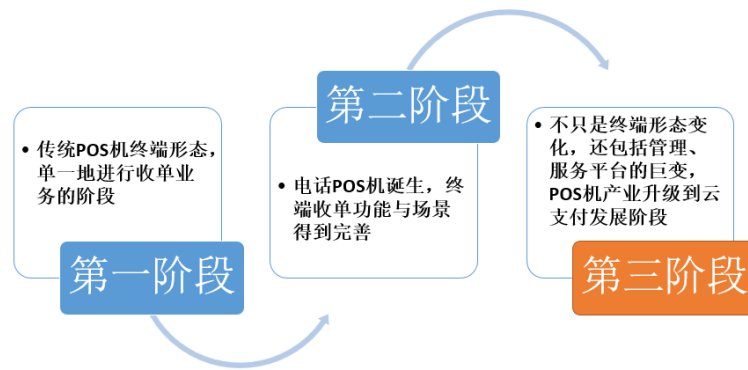 • 传统POS机终端形态，
单一地进行收单业
务的阶段
第一阶段
第二阶段
• 电话POS机诞生，终
端收单功能与场景
得到完善
• 不只是终端形态变
化，还包括管理、
服务平台的巨变，
POS机产业升级到云
支付发展阶段
第三阶段